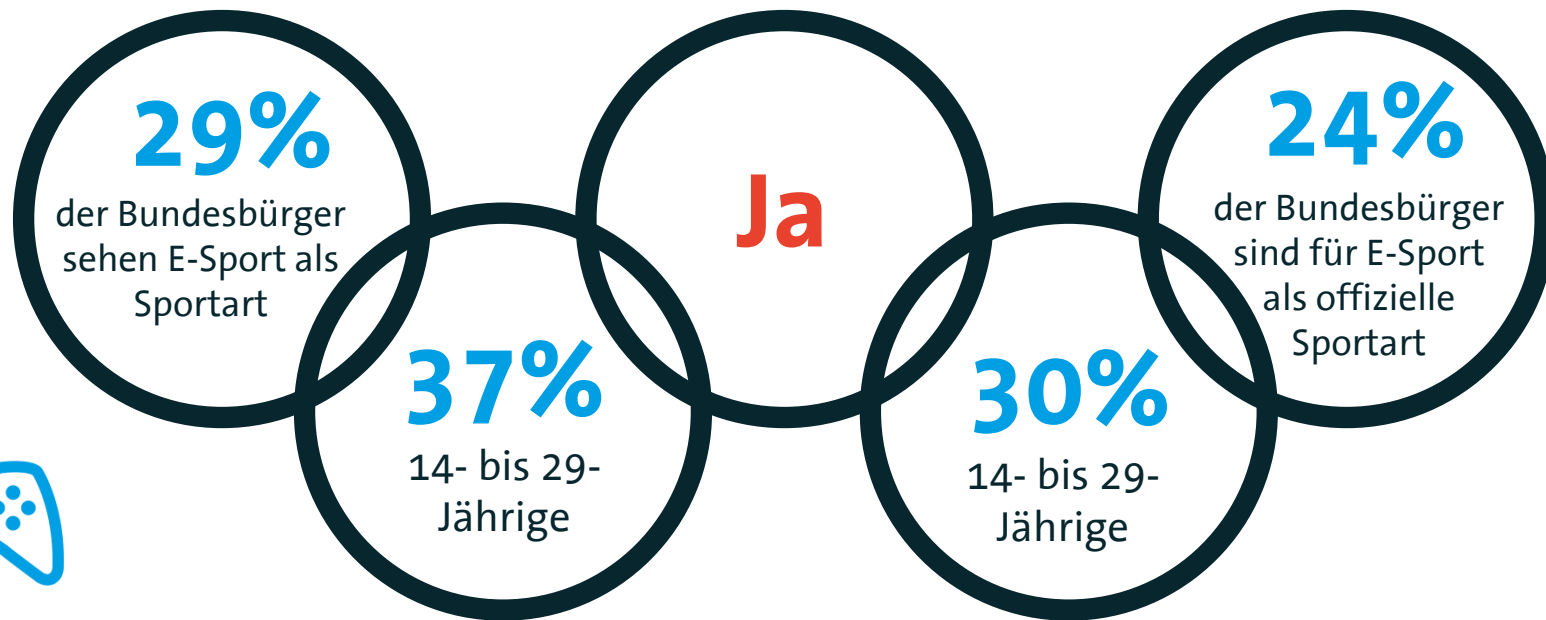 29%
der Bundesbürger
sehen E-Sport als
Sportart
37%
14- bis 29-
Jährige
Ja
30%
14- bis 29-
Jährige
24%
der Bundesbürger
sind für E-Sport
als offizielle
Sportart